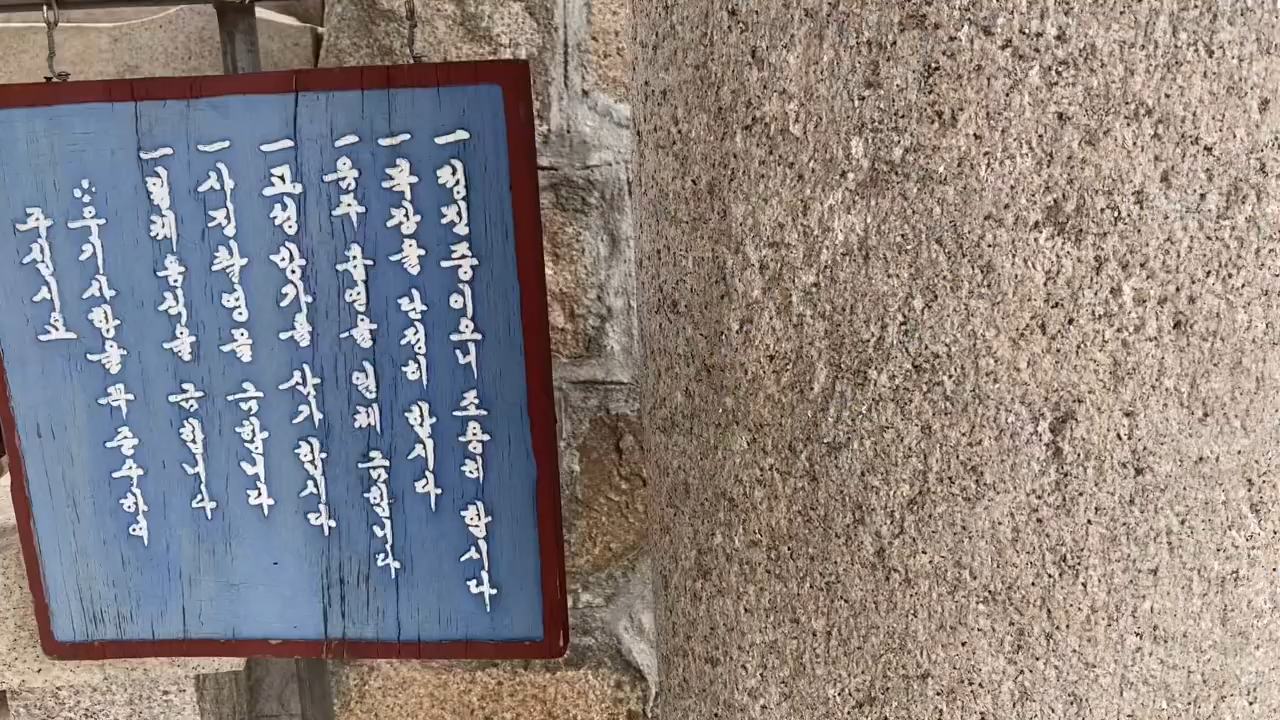 一 정진중이오니 조용히 합시다
一 복장을 단정히 합시다
一 음주 흡연을 일체 금합니다
一 고성방가를 삼가 합시다
一 사진촬영을 금합니다
一 일체 음식을 금합니다
※ 우기사항을 꼭 준수하여
주십시요